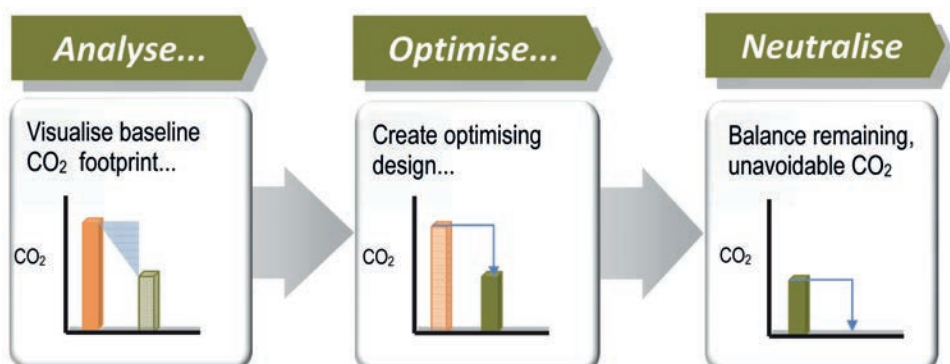 Analyse...
Optimise...
Neutralise
Visualise baseline
CO₂ footprint...
CO₂
Create optimising
design...
CO₂
Balance remaining,
unavoidable CO₂
CO₂